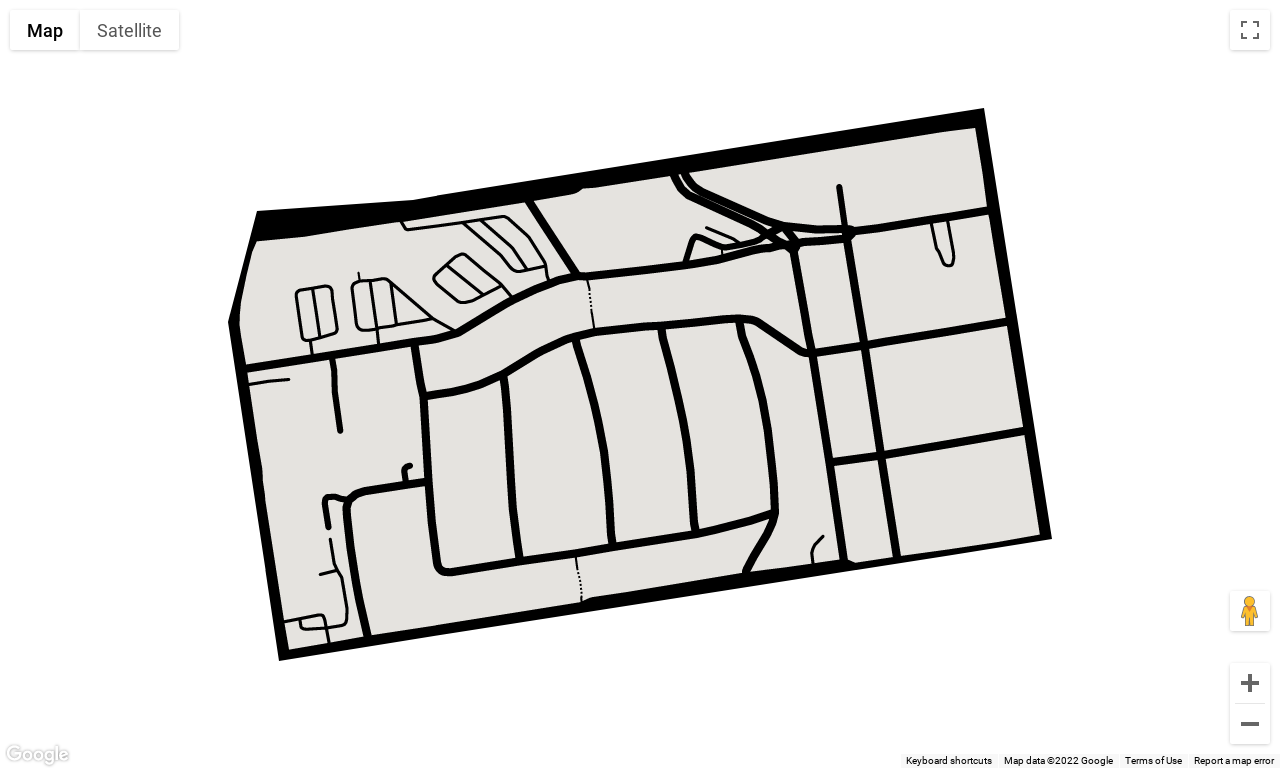 Map
Satellite
Google
Keyboard shortcuts
Map data ©2022 Google
Terms of Use
Report a map error